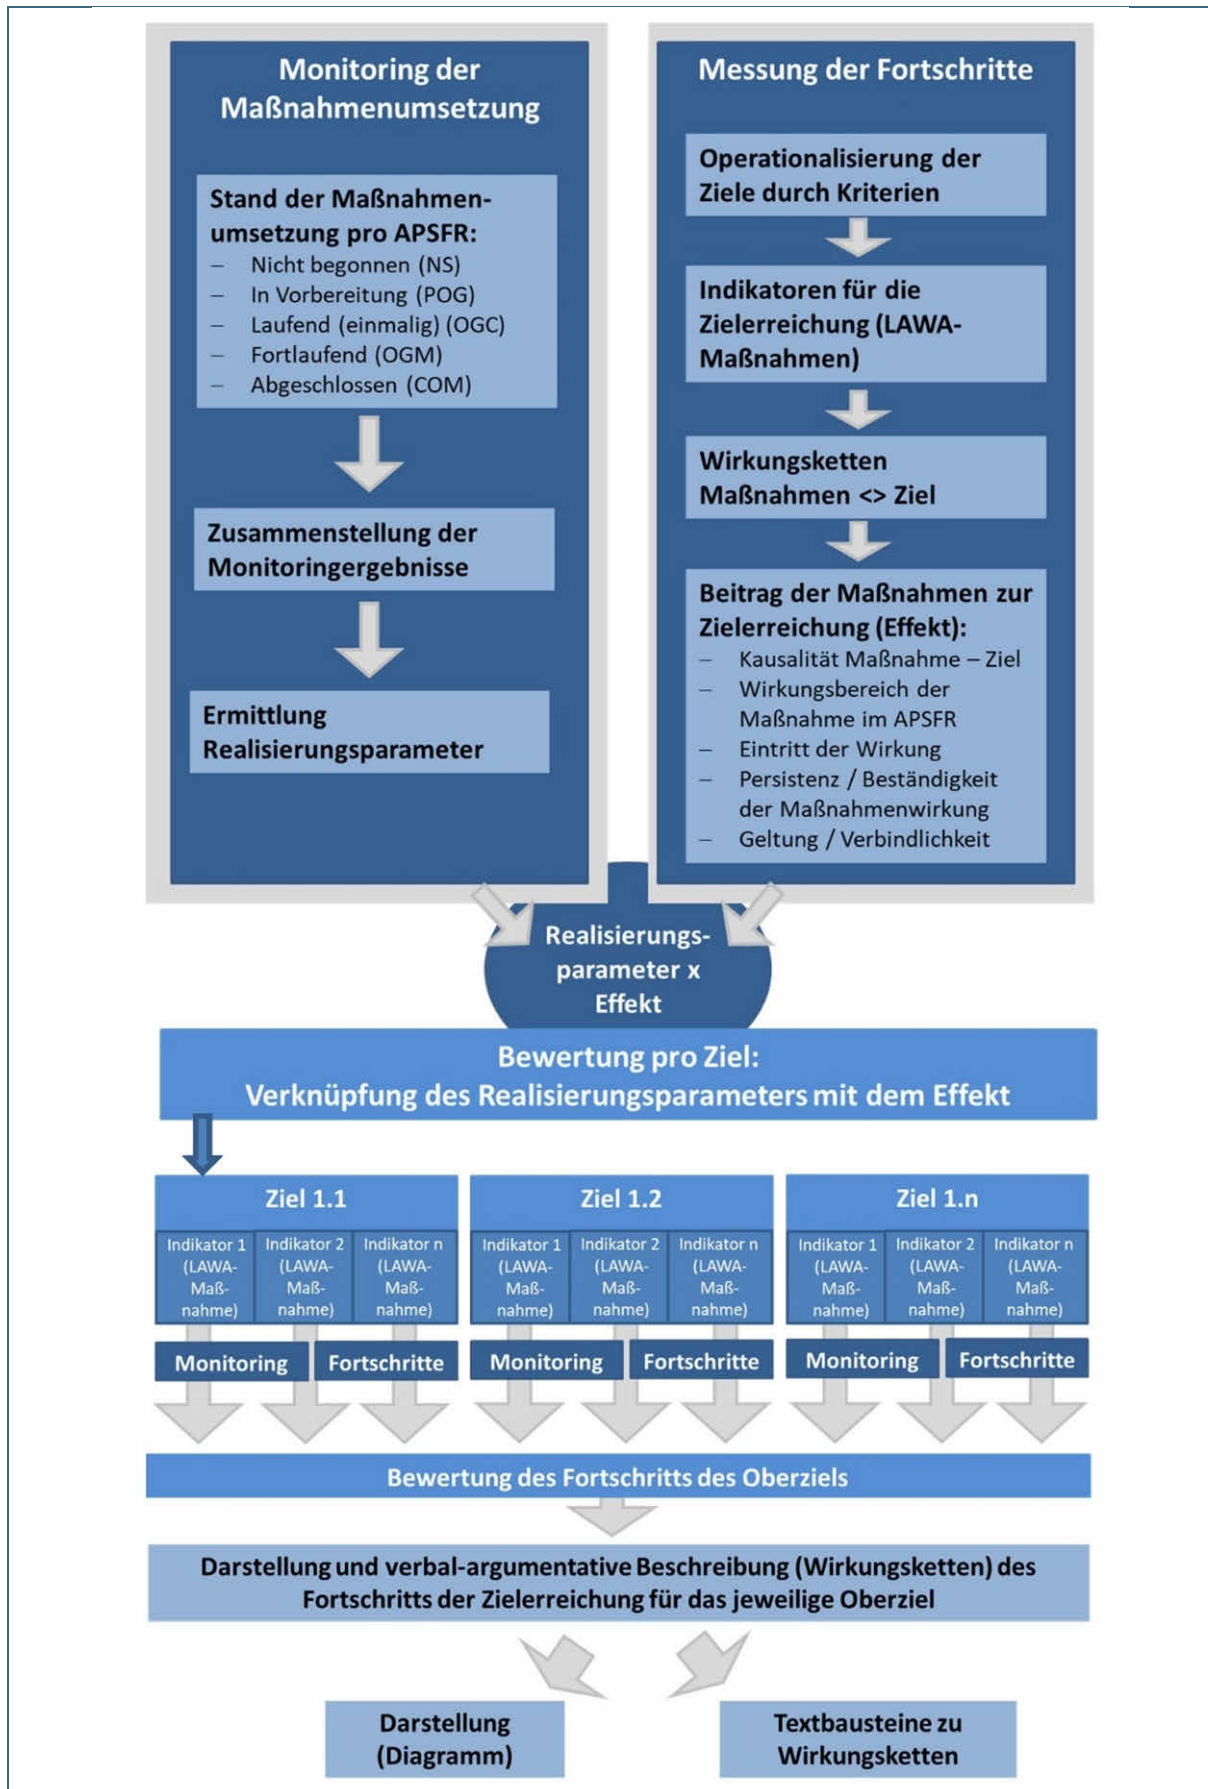 Monitoring der
Maßnahmenumsetzung
Stand der Maßnahmen-
umsetzung pro APSFR:
– Nicht begonnen (NS)
– In Vorbereitung (POG)
– Laufend (einmalig) (OGC)
– Fortlaufend (OGM)
– Abgeschlossen (COM)
Zusammenstellung der
Monitoringergebnisse
Ermittlung
Realisierungsparameter
Messung der Fortschritte
Operationalisierung der
Ziele durch Kriterien
Indikatoren für die
Zielerreichung (LAWA-
Maßnahmen)
Wirkungsketten
Maßnahmen <> Ziel
Beitrag der Maßnahmen zur
Zielerreichung (Effekt):
– Kausalität Maßnahme – Ziel
– Wirkungsbereich der
Maßnahme im APSFR
– Eintritt der Wirkung
– Persistenz / Beständigkeit
der Maßnahmenwirkung
– Geltung / Verbindlichkeit
Realisierungs-
parameter x
Effekt
Bewertung pro Ziel:
Verknüpfung des Realisierungsparameters mit dem Effekt
Ziel 1.1
Indikator 1
(LAWA-
Maß-
nahme)
Indikator 2
(LAWA-
Maß-
nahme)
Indikator n
(LAWA-
Maß-
nahme)
Monitoring
Fortschritte
Ziel 1.2
Indikator 1
(LAWA-
Maß-
nahme)
Indikator 2
(LAWA-
Maß-
nahme)
Indikator n
(LAWA-
Maß-
nahme)
Monitoring
Fortschritte
Ziel 1.n
Indikator 1
(LAWA-
Maß-
nahme)
Indikator 2
(LAWA-
Maß-
nahme)
Indikator n
(LAWA-
Maß-
nahme)
Monitoring
Fortschritte
Bewertung des Fortschritts des Oberziels
Darstellung und verbal-argumentative Beschreibung (Wirkungsketten) des
Fortschritts der Zielerreichung für das jeweilige Oberziel
Darstellung
(Diagramm)
Textbausteine zu
Wirkungsketten